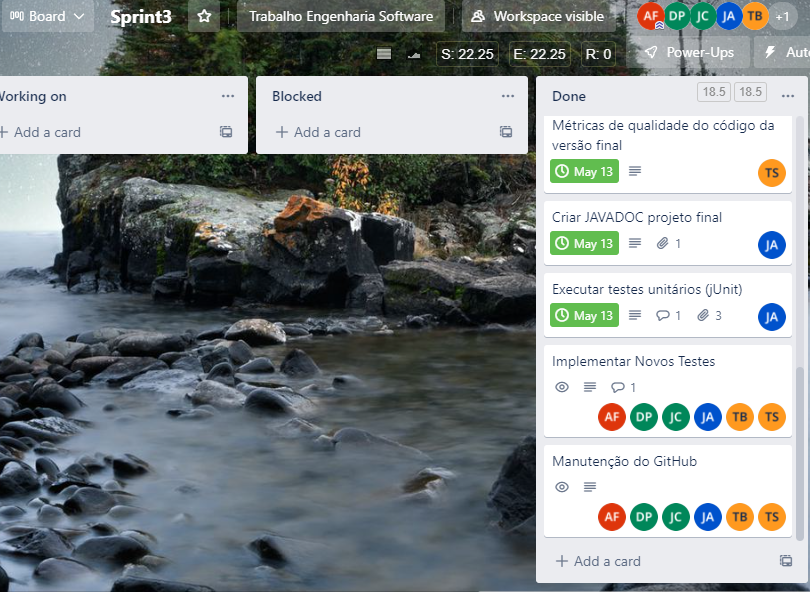 Board
Sprint3
Trabalho Engenharia Software
Workspace visible
AF
DP
JC
JA
TB
+1
S: 22.25
E: 22.25
R: 0
Power-Ups
Aut
Working on
Add a card
Blocked
Add a card
Done
18.5
18.5
Métricas de qualidade do código da
versão final
May 13
TS
Criar JAVADOC projeto final
May 13
1
JA
Executar testes unitários (jUnit)
May 13
1
3
JA
Implementar Novos Testes
1
AF
DP
JC
JA
TB
TS
Manutenção do GitHub
AF
DP
JC
JA
TB
TS
Add a card